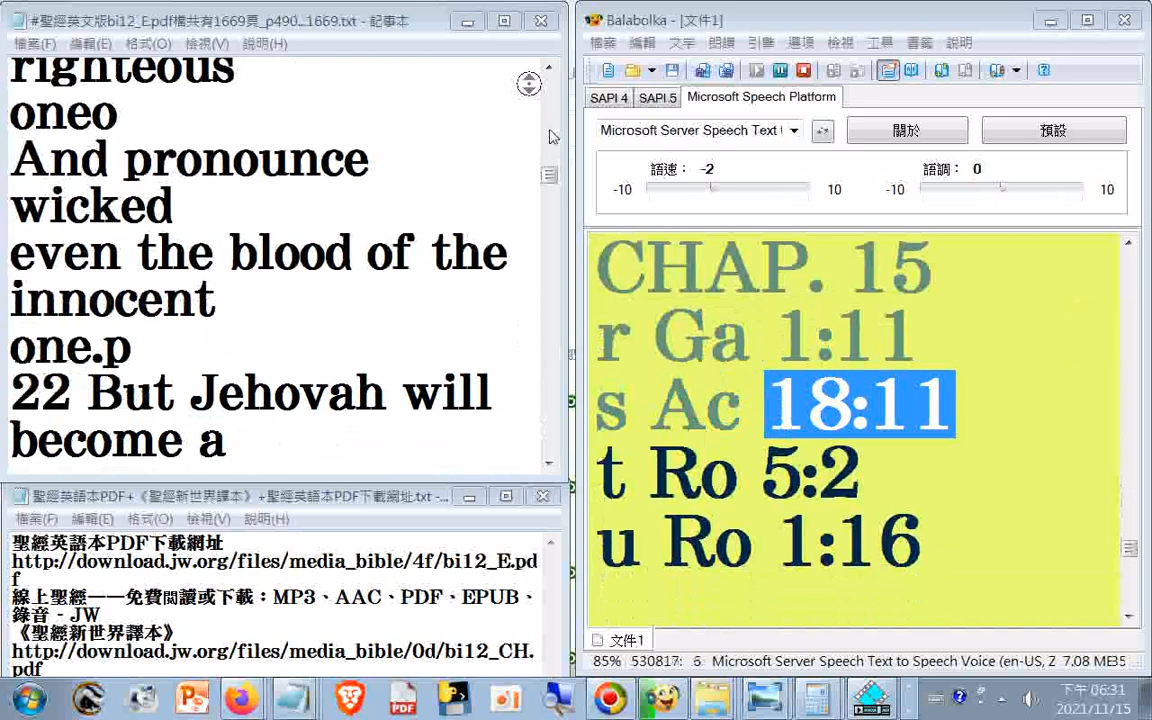 #聖經英文版bi12_E.pdf檔共有1669頁_p490...1669.txt - 記事本
檔案(F) 編輯(E) 格式(O) 檢視(V) 說明(H)
righteous
oneo
And pronounce
wicked
even the blood of the
innocent
one.p
22 But Jehovah will
become a
聖經英語本PDF+《聖經新世界譯本》+聖經英語本PDF下載網址.txt -...
檔案(F) 編輯(E) 格式(O) 檢視(V) 說明(H)
聖經英語本PDF下載網址
http://download.jw.org/files/media_bible/4f/bi12_E.pd
f
線上聖經——免費閱讀或下載：MP3、AAC、PDF、EPUB、
錄音 - JW
《聖經新世界譯本》
http://download.jw.org/files/media_bible/0d/bi12_CH.
pdf
Balabolka - [文件1]
檔案 編輯 文字 閱讀 引擎 選項 檢視 工具 書籤 說明
SAPI 4 SAPI 5 Microsoft Speech Platform
Microsoft Server Speech Text 關於 預設
語速： -2 語調： 0
-10 10 -10 10
CHAP. 15
r Ga 1:11
s Ac 18:11
t Ro 5:2
u Ro 1:16
文件1
85% 530817: 6 Microsoft Server Speech Text to Speech Voice (en-US, Z 7.08 MB
PDF
下午 06:31
2021/11/15